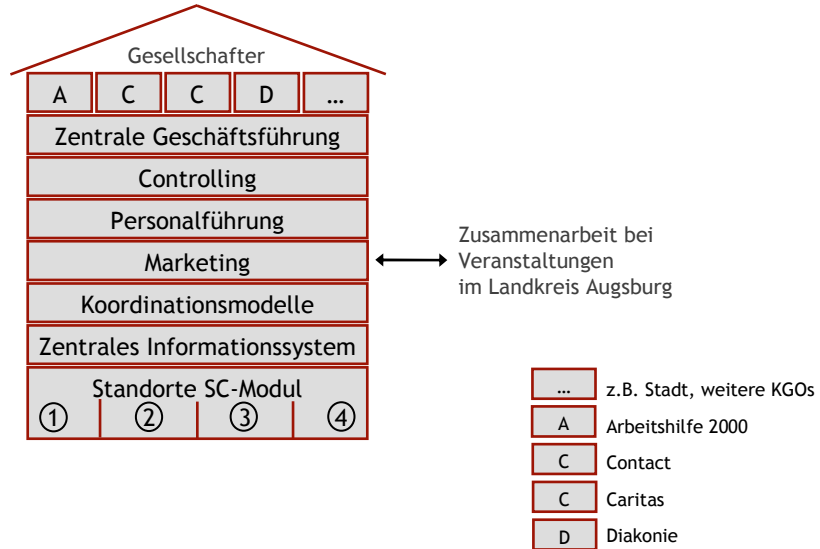 Gesellschafter
A C C D ...
Zentrale Geschäftsführung
Controlling
Personalführung
Marketing
Koordinationsmodelle
Zentrales Informationssystem
Standorte SC-Modul
1 2 3 4
Zusammenarbeit bei
Veranstaltungen
im Landkreis Augsburg
... z.B. Stadt, weitere KGOs
A Arbeitshilfe 2000
C Contact
C Caritas
D Diakonie